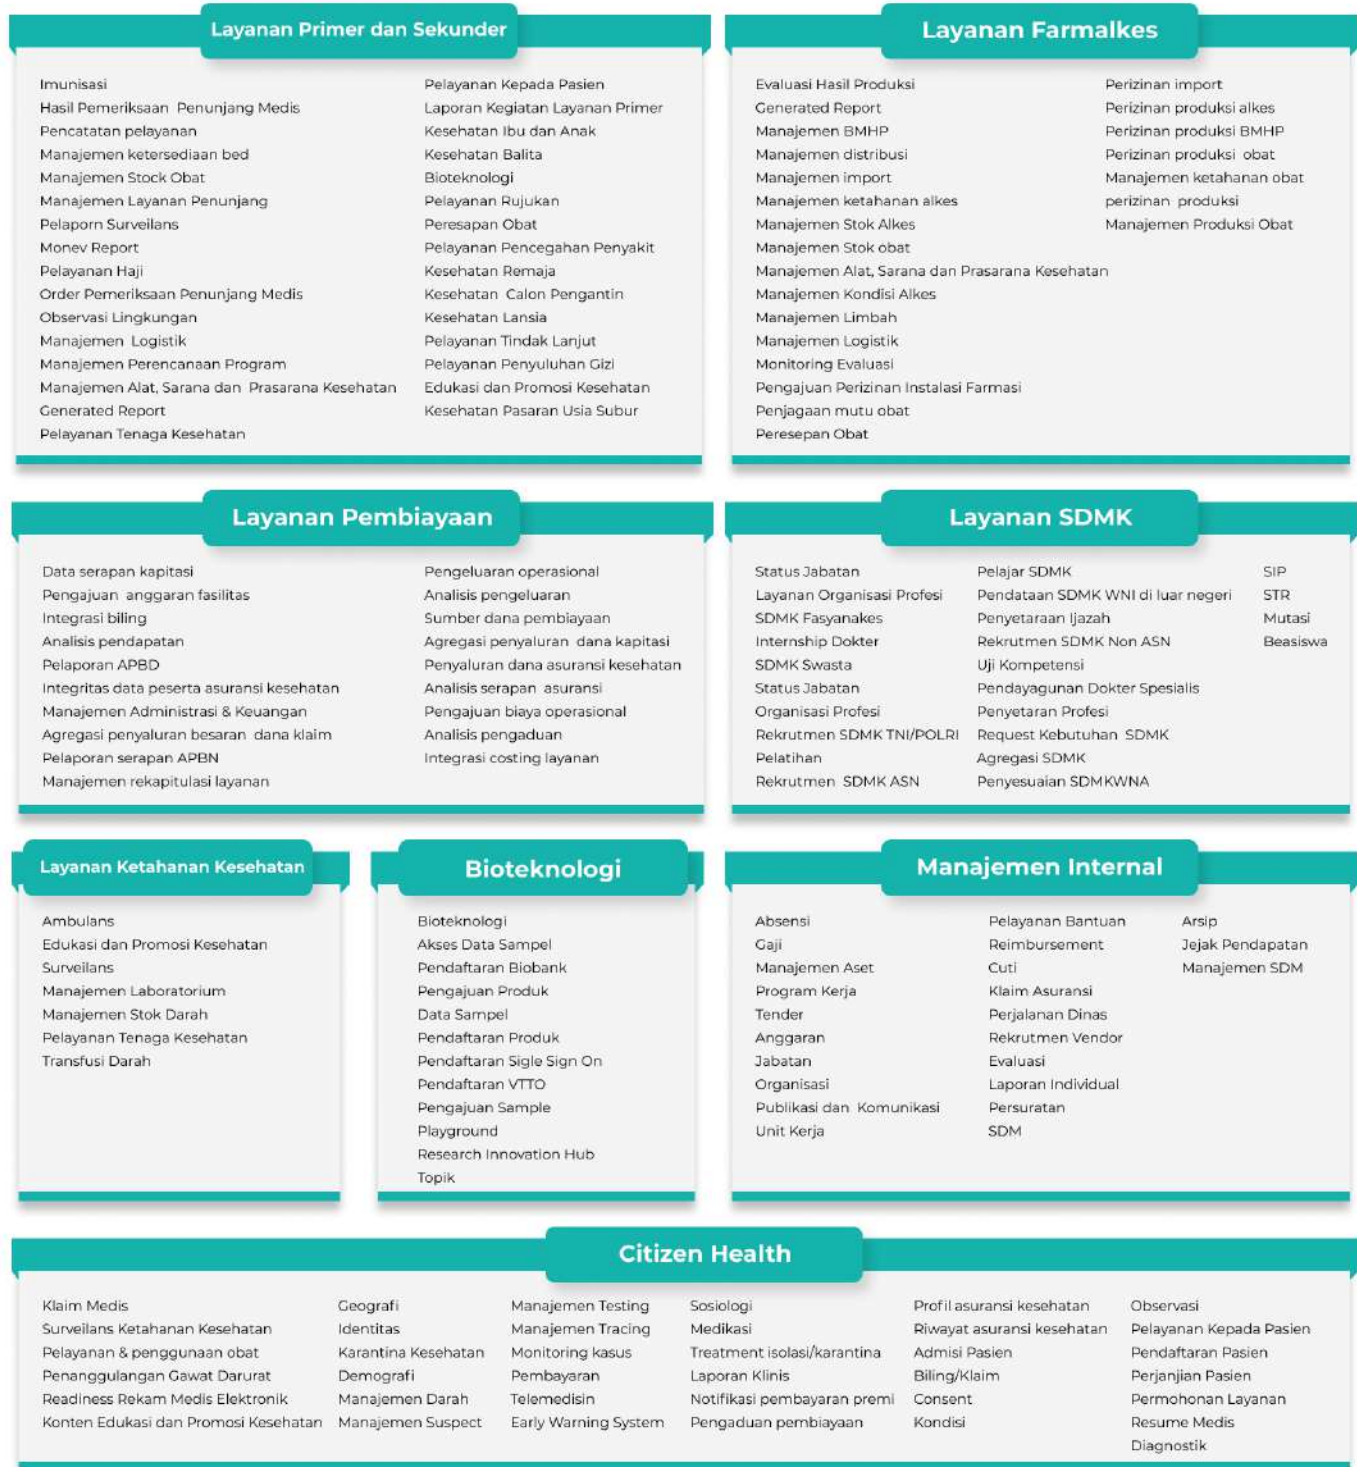 Layanan Primer dan Sekunder
Imunisasi
Hasil Pemeriksaan Penunjang Medis
Pencatatan pelayanan
Manajemen ketersediaan bed
Manajemen Stock Obat
Manajemen Layanan Penunjang
Pelaporn Surveilans
Monev Report
Pelayanan Haji
Order Pemeriksaan Penunjang Medis
Observasi Lingkungan
Manajemen Logistik
Manajemen Perencanaan Program
Manajemen Alat, Sarana dan Prasarana Kesehatan
Generated Report
Pelayanan Tenaga Kesehatan
Pelayanan Kepada Pasien
Laporan Kegiatan Layanan Primer
Kesehatan Ibu dan Anak
Kesehatan Balita
Bioteknologi
Pelayanan Rujukan
Peresapan Obat
Pelayanan Pencegahan Penyakit
Kesehatan Remaja
Kesehatan Calon Pengantin
Kesehatan Lansia
Pelayanan Tindak Lanjut
Pelayanan Penyuluhan Gizi
Edukasi dan Promosi Kesehatan
Kesehatan Pasaran Usia Subur
Layanan Farmalkes
Evaluasi Hasil Produksi
Generated Report
Manajemen BMHP
Manajemen distribusi
Manajemen import
Manajemen ketahanan alkes
Manajemen Stok Alkes
Manajemen Stok obat
Manajemen Alat, Sarana dan Prasarana Kesehatan
Manajemen Kondisi Alkes
Manajemen Limbah
Manajemen Logistik
Monitoring Evaluasi
Pengajuan Perizinan Instalasi Farmasi
Penjagaan mutu obat
Peresepan Obat
Perizinan import
Perizinan produksi alkes
Perizinan produksi BMHP
Perizinan produksi obat
Manajemen ketahanan obat
perizinan produksi
Manajemen Produksi Obat
Layanan Pembiayaan
Data serapan kapitasi
Pengajuan anggaran fasilitas
Integrasi biling
Analisis pendapatan
Pelaporan APBD
Integritas data peserta asuransi kesehatan
Manajemen Administrasi & Keuangan
Agregasi penyaluran besaran dana klaim
Pelaporan serapan APBN
Manajemen rekapitulasi layanan
Pengeluaran operasional
Analisis pengeluaran
Sumber dana pembiayaan
Agregasi penyaluran dana kapitasi
Penyaluran dana asuransi kesehatan
Analisis serapan asuransi
Pengajuan biaya operasional
Analisis pengaduan
Integrasi costing layanan
Layanan SDMK
Status Jabatan
Layanan Organisasi Profesi
SDMK Fasyanakes
Internship Dokter
SDMK Swasta
Status Jabatan
Organisasi Profesi
Rekrutmen SDMK TNI/POLRI
Pelatihan
Rekrutmen SDMK ASN
Pelajar SDMK
Pendataan SDMK WNI di luar negeri
Penyetaraan Ijazah
Rekrutmen SDMK Non ASN
Uji Kompetensi
Pendayagunan Dokter Spesialis
Penyetaran Profesi
Request Kebutuhan SDMK
Agregasi SDMK
Penyesuaian SDMKWNA
SIP
STR
Mutasi
Beasiswa
Layanan Ketahanan Kesehatan
Ambulans
Edukasi dan Promosi Kesehatan
Surveilans
Manajemen Laboratorium
Manajemen Stok Darah
Pelayanan Tenaga Kesehatan
Transfusi Darah
Bioteknologi
Bioteknologi
Akses Data Sampel
Pendaftaran Biobank
Pengajuan Produk
Data Sampel
Pendaftaran Produk
Pendaftaran Sigle Sign On
Pendaftaran VTTO
Pengajuan Sample
Playground
Research Innovation Hub
Topik
Manajemen Internal
Absensi
Gaji
Manajemen Aset
Program Kerja
Tender
Anggaran
Jabatan
Organisasi
Publikasi dan Komunikasi
Unit Kerja
Pelayanan Bantuan
Reimbursement
Cuti
Klaim Asuransi
Perjalanan Dinas
Rekrutmen Vendor
Evaluasi
Laporan Individual
Persuratan
SDM
Arsip
Jejak Pendapatan
Manajemen SDM
Citizen Health
Klaim Medis
Surveilans Ketahanan Kesehatan
Pelayanan & penggunaan obat
Penanggulangan Gawat Darurat
Readiness Rekam Medis Elektronik
Konten Edukasi dan Promosi Kesehatan
Geografi
Identitas
Karantina Kesehatan
Demografi
Manajemen Darah
Manajemen Suspect
Manajemen Testing
Manajemen Tracing
Monitoring kasus
Pembayaran
Telemedisin
Early Warning System
Sosiologi
Medikasi
Treatment isolasi/karantina
Laporan Klinis
Notifikasi pembayaran premi
Pengaduan pembiayaan
Profil asuransi kesehatan
Riwayat asuransi kesehatan
Admisi Pasien
Biling/Klaim
Consent
Kondisi
Observasi
Pelayanan Kepada Pasien
Pendaftaran Pasien
Perjanjian Pasien
Permohonan Layanan
Resume Medis
Diagnostik